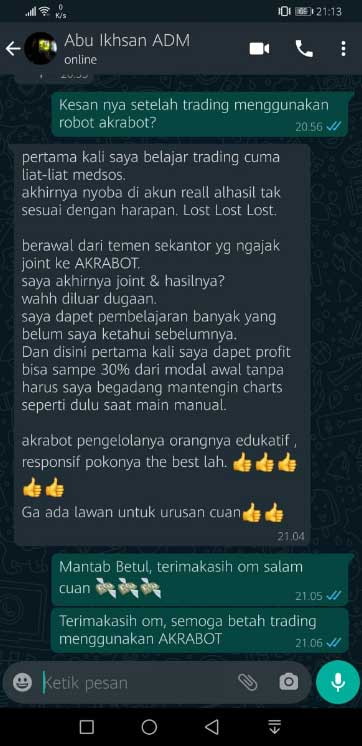 0
K/s
21:13
Abu Ikhsan ADM
online
Kesan nya setelah trading menggunakan
robot akrabot?
20.56
pertama kali saya belajar trading cuma
liat-liat medsos.
akhirnya nyoba di akun reall alhasil tak
sesuai dengan harapan. Lost Lost Lost.
berawal dari temen sekantor yg ngajak
joint ke AKRABOT.
saya akhirnya joint & hasilnya?
wahh diluar dugaan.
saya dapet pembelajaran banyak yang
belum saya ketahui sebelumnya.
Dan disini pertama kali saya dapet profit
bisa sampe 30% dari modal awal tanpa
harus saya begadang mantengin charts
seperti dulu saat main manual.
akrabot pengelolanya orangnya edukatif ,
responsif pokonya the best lah. 👍👍👍
👍👍
Ga ada lawan untuk urusan cuan👍👍
21.04
Mantab Betul, terimakasih om salam
cuan 💸💸💸
21.05
Terimakasih om, semoga betah trading
menggunakan AKRABOT
21.06
Ketik pesan